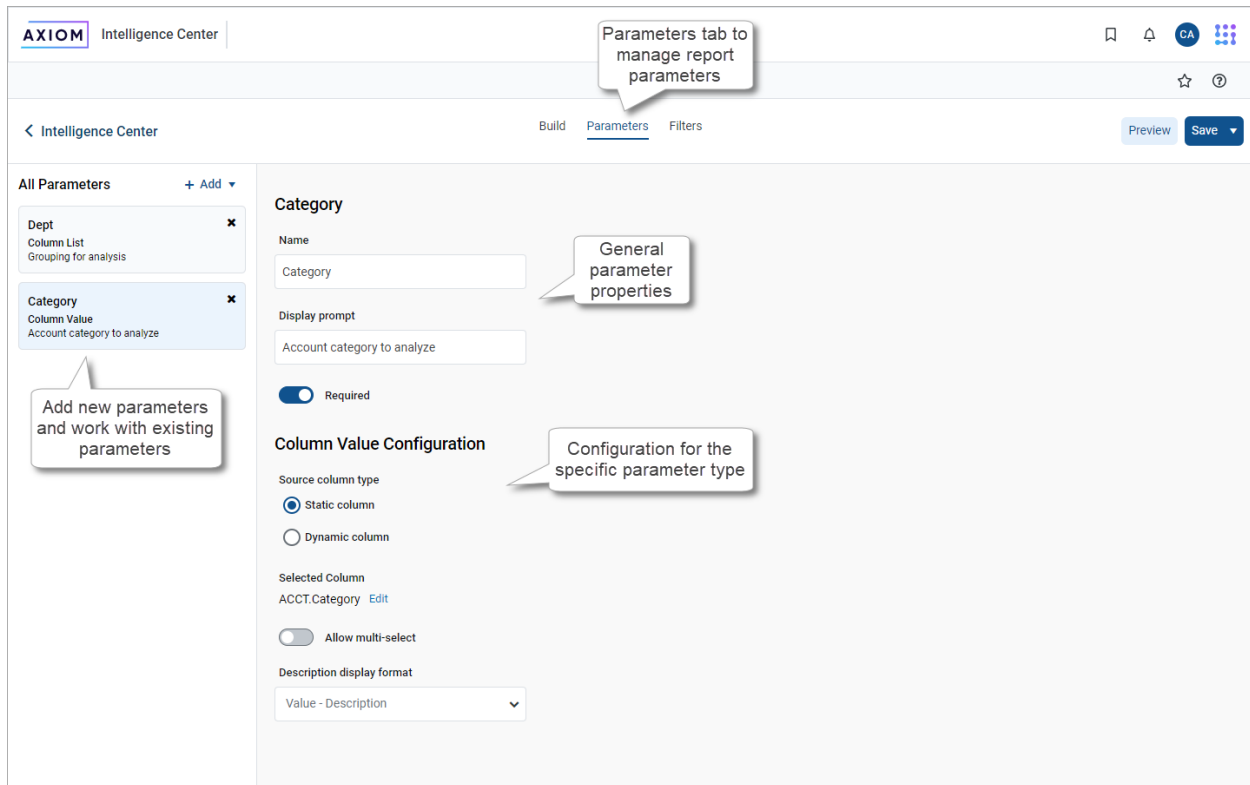 AXIOM
Intelligence Center
Parameters tab to
manage report
parameters
CA
Intelligence Center
Build
Parameters
Filters
Preview
Save
All Parameters
+ Add
Dept
Column List
Grouping for analysis
Category
Column Value
Account category to analyze
Add new parameters
and work with existing
parameters
Category
Name
Category
General
parameter
properties
Display prompt
Account category to analyze
Required
Column Value Configuration
Configuration for the
specific parameter type
Source column type
Static column
Dynamic column
Selected Column
ACCT.Category Edit
Allow multi-select
Description display format
Value - Description